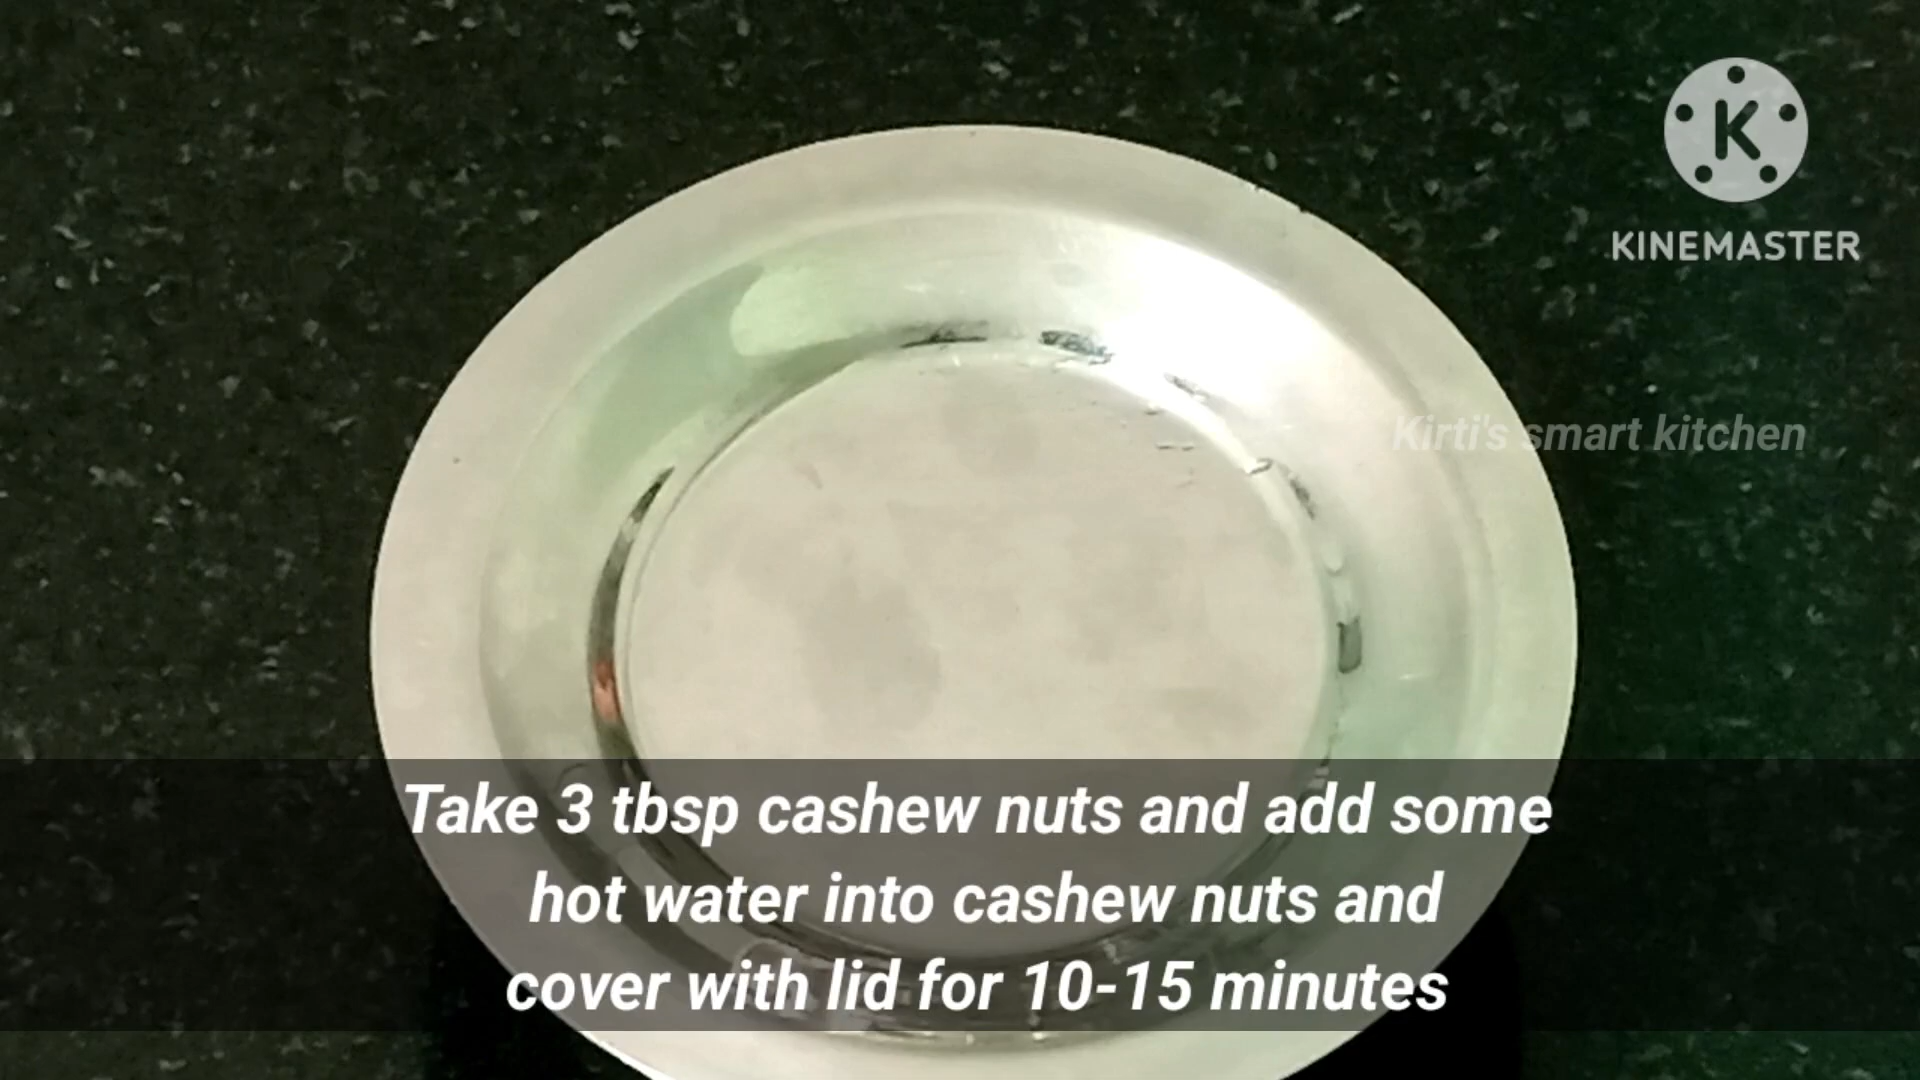 K
KINEMASTER
Kirti's smart kitchen
Take 3 tbsp cashew nuts and add some
hot water into cashew nuts and
cover with lid for 10-15 minutes